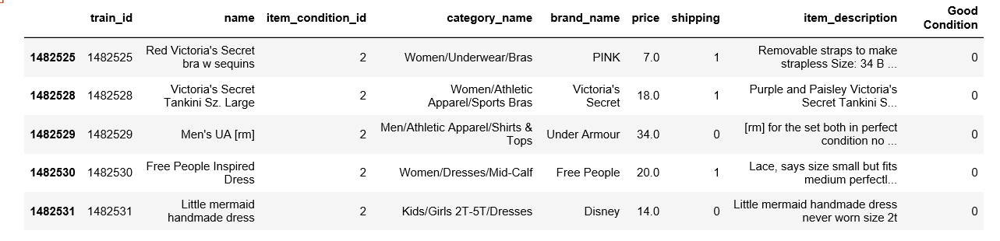 train_id name item_condition_id category_name brand_name price shipping item_description Good Condition
1482525 1482525 Red Victoria's Secret bra w sequins 2 Women/Underwear/Bras PINK 7.0 1 Removable straps to make strapless Size: 34 B ... 0
1482528 1482528 Victoria's Secret Tankini Sz. Large 2 Women/Athletic Apparel/Sports Bras Victoria's Secret 18.0 1 Purple and Paisley Victoria's Secret Tankini S... 0
1482529 1482529 Men's UA [rm] 2 Men/Athletic Apparel/Shirts & Tops Under Armour 34.0 0 [rm] for the set both in perfect condition no ... 0
1482530 1482530 Free People Inspired Dress 2 Women/Dresses/Mid-Calf Free People 20.0 1 Lace, says size small but fits medium perfectl... 0
1482531 1482531 Little mermaid handmade dress 2 Kids/Girls 2T-5T/Dresses Disney 14.0 0 Little mermaid handmade dress never worn size 2t 0